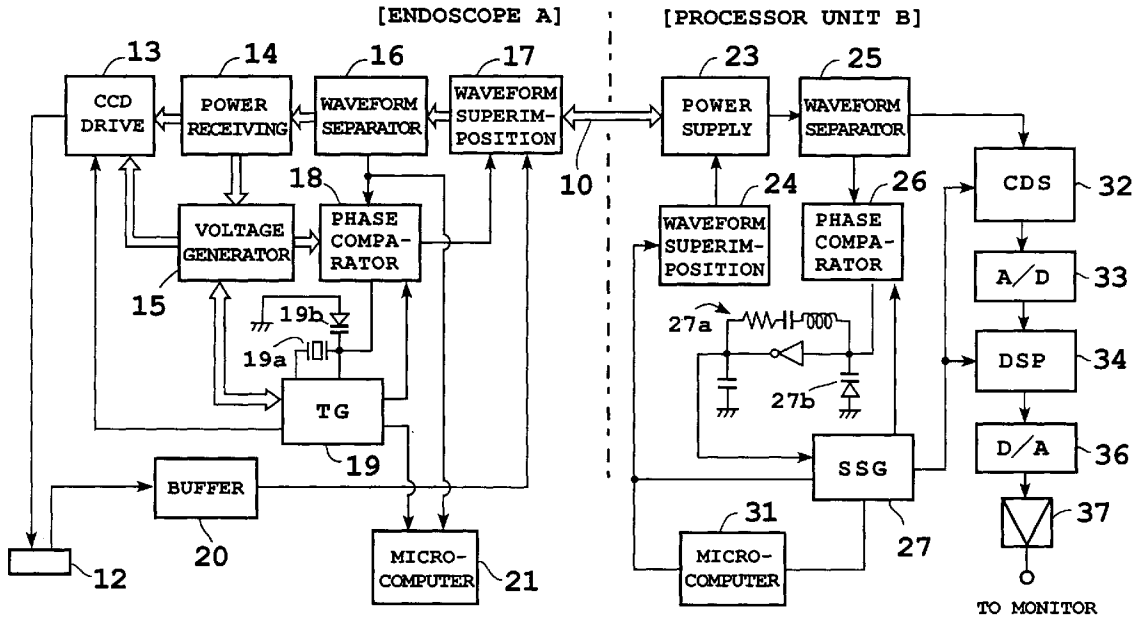 [ENDOSCOPE A]
[PROCESSOR UNIT B]
13
14
16
17
23
25
CCD
DRIVE
POWER
RECEIVING
WAVEFORM
SEPARATOR
WAVEFORM
SUPERIM-
POSITION
POWER
SUPPLY
WAVEFORM
SEPARATOR
10
18
24
26
CDS
32
VOLTAGE
GENERATOR
PHASE
COMPA-
RATOR
WAVEFORM
SUPERIM-
POSITION
PHASE
COMPA-
RATOR
15
A/D
33
19b
19a
27a
27b
DSP
34
TG
19
SSG
27
D/A
36
BUFFER
20
31
37
12
MICRO-
COMPUTER
21
MICRO-
COMPUTER
TO MONITOR